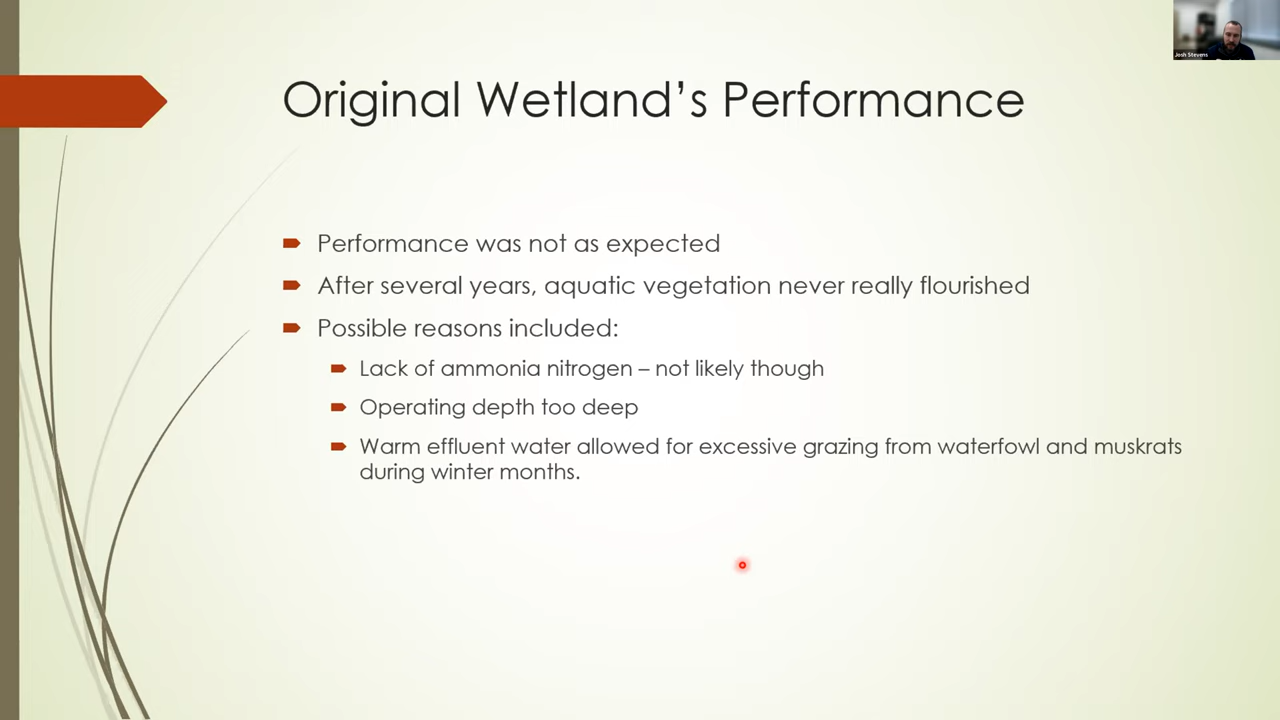 Josh Stevens
Original Wetland’s Performance
Performance was not as expected
After several years, aquatic vegetation never really flourished
Possible reasons included:
Lack of ammonia nitrogen – not likely though
Operating depth too deep
Warm effluent water allowed for excessive grazing from waterfowl and muskrats
during winter months.